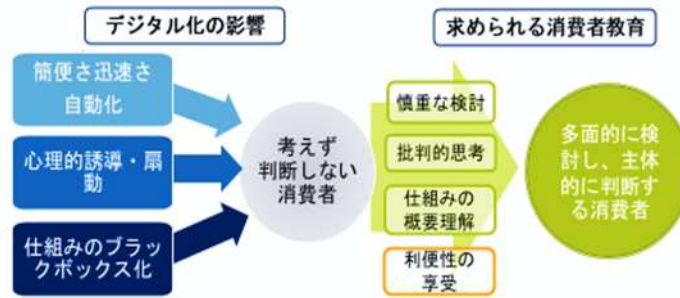 デジタル化の影響
求められる消費者教育
簡便さ迅速さ
自動化
心理的誘導・扇
動
仕組みのブラッ
クボックス化
考えず
判断しない
消費者
慎重な検討
批判的思考
仕組みの
概要理解
利便性の
享受
多面的に検
討し、主体
的に判断す
る消費者